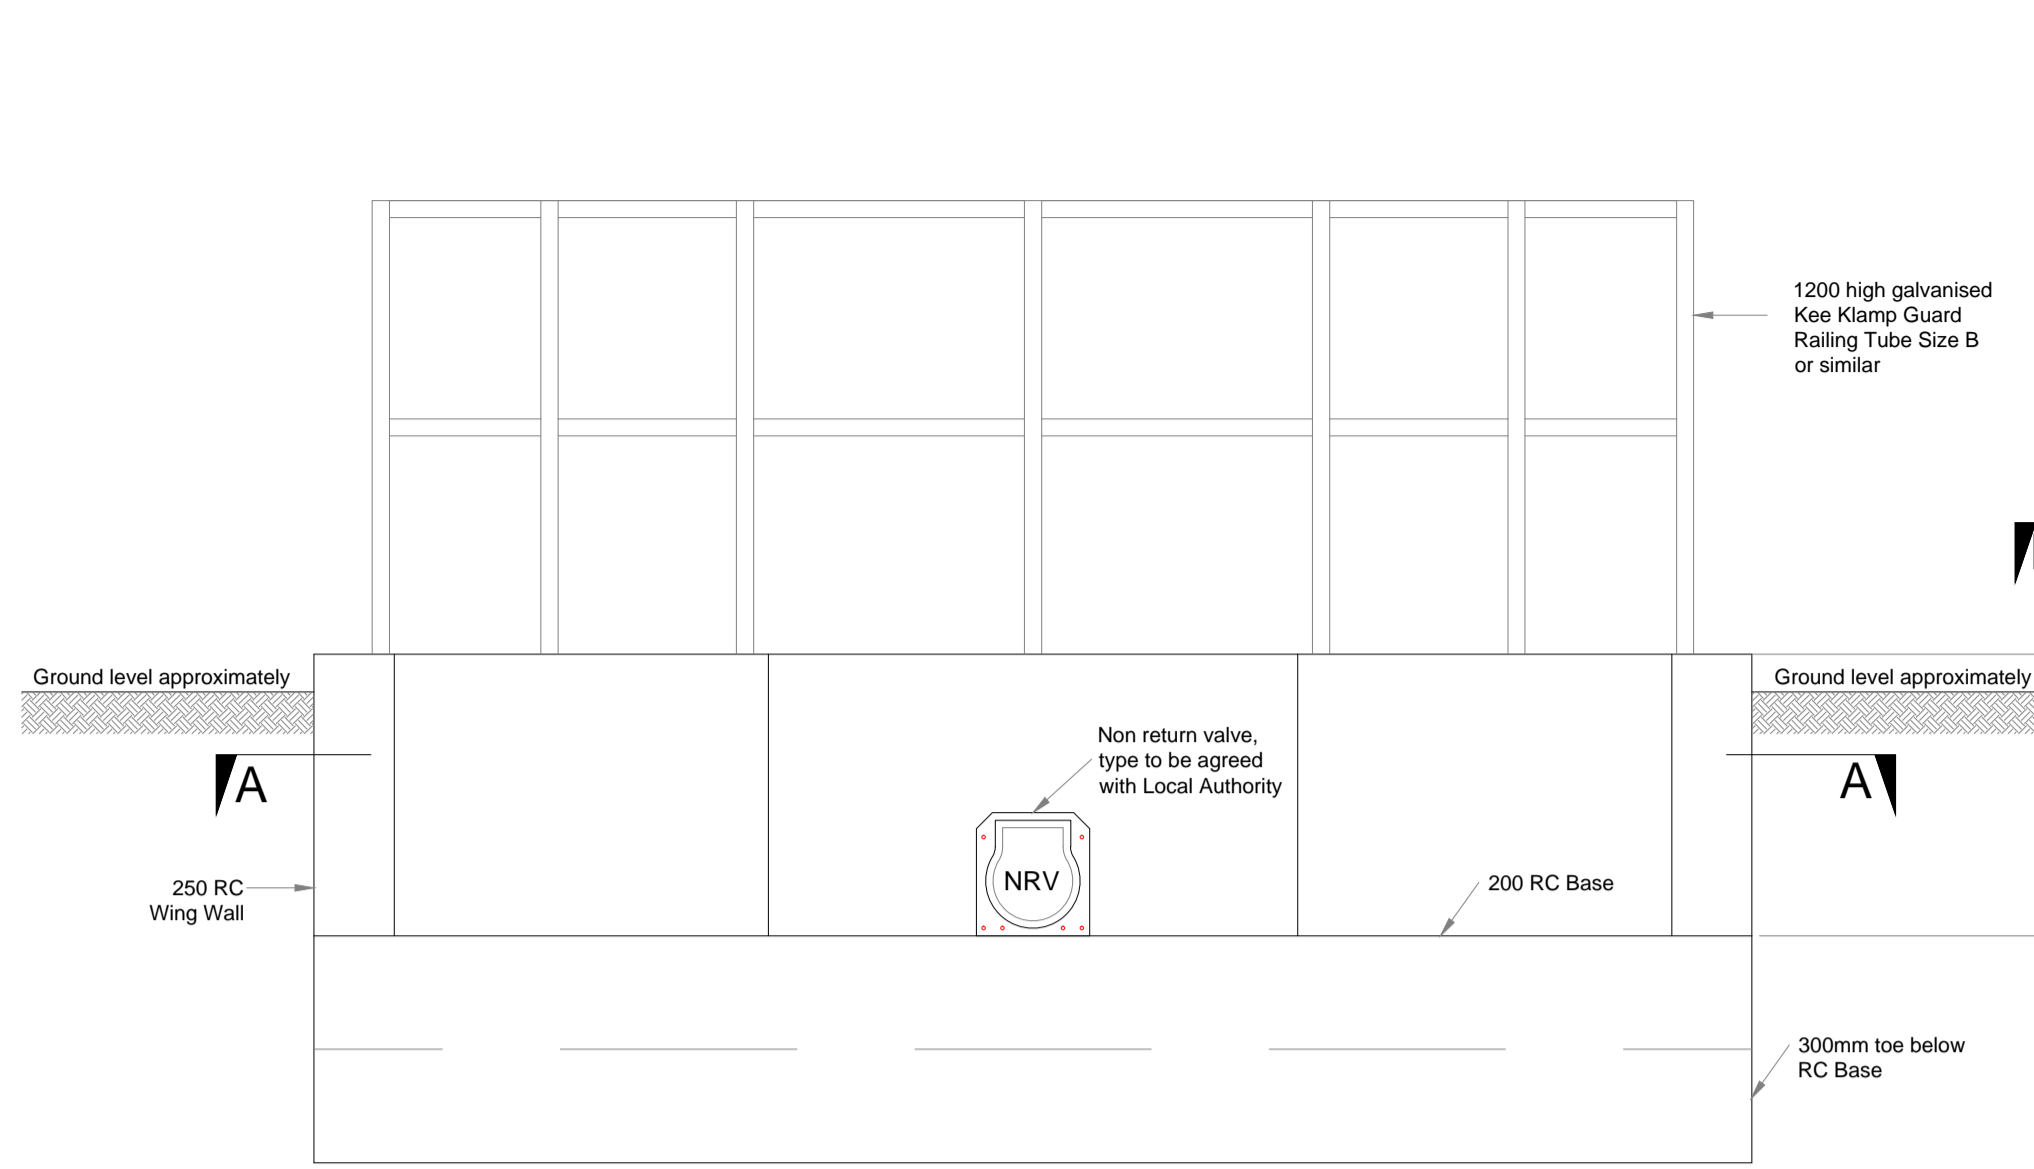 1200 high galvanised
Kee Klamp Guard
Railing Tube Size B
or similar
Ground level approximately
Ground level approximately
Non return valve,
type to be agreed
with Local Authority
A
A
NRV
250 RC
Wing Wall
200 RC Base
300mm toe below
RC Base